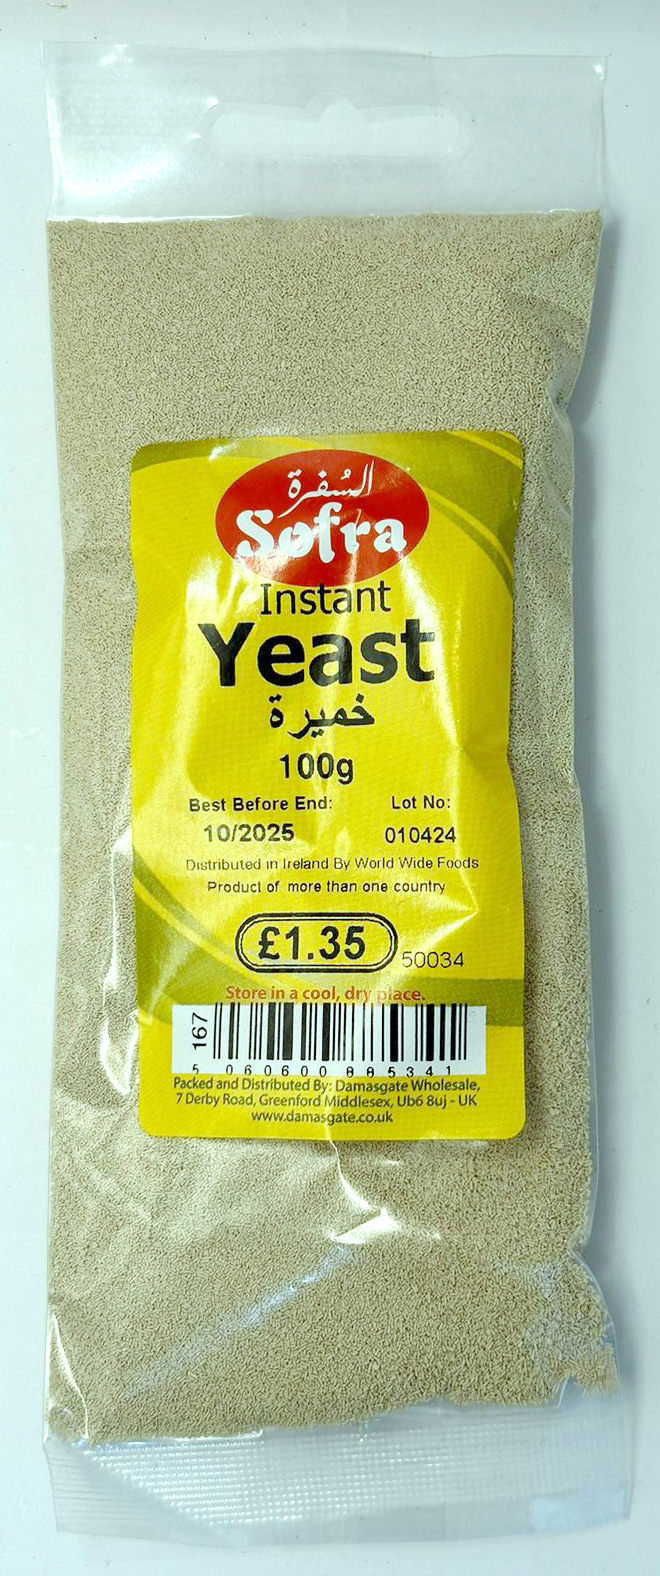 السُفرة
Sofra
Instant
Yeast
خميرة
100g
Best Before End: Lot No:
10/2025 010424
Distributed in Ireland By World Wide Foods
Product of more than one country
£1.35 50034
Store in a cool, dry place.
167
5 060600 885341
Packed and Distributed By: Damasgate Wholesale,
7 Derby Road, Greenford Middlesex, Ub6 8uj - UK
www.damasgate.co.uk